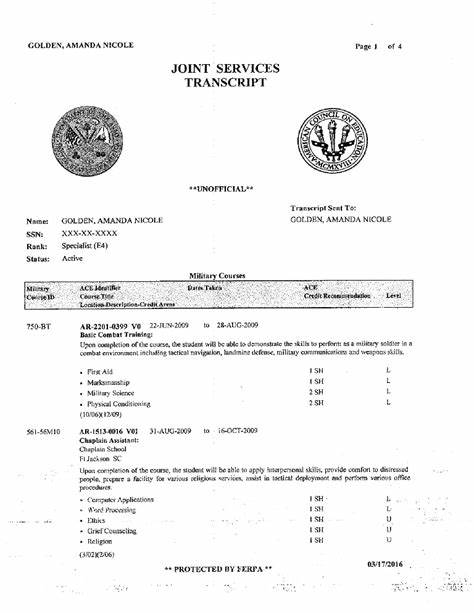 GOLDEN, AMANDA NICOLE Page 1 of 4
JOINT SERVICES
TRANSCRIPT
AMERICAN COUNCIL ON EDUCATION
MCMXVIII
**UNOFFICIAL**
Transcript Sent To:
Name: GOLDEN, AMANDA NICOLE GOLDEN, AMANDA NICOLE
SSN: XXX-XX-XXXX
Rank: Specialist (E4)
Status: Active
Military Courses
Military ACE Identifier Dates Taken ACE
Course ID Course Title Credit Recommendation Level
Location-Description-Credit Areas
750-BT AR-2201-0399 V0 22-JUN-2009 to 28-AUG-2009
Basic Combat Training:
Upon completion of the course, the student will be able to demonstrate the skills to perform as a military soldier in a
combat environment including tactical navigation, landmine defense, military communications and weapons skills.
• First Aid 1 SH L
• Marksmanship 1 SH L
• Military Science 2 SH L
• Physical Conditioning 2 SH L
(10/06)(12/09)
561-56M10 AR-1513-0016 V01 31-AUG-2009 to 16-OCT-2009
Chaplain Assistant:
Chaplain School
Ft Jackson SC
Upon completion of the course, the student will be able to apply interpersonal skills, provide comfort to distressed
people, prepare a facility for various religious services, assist in tactical deployment and perform various office
procedures.
• Computer Applications 1 SH L
• Word Processing 1 SH L
• Ethics 1 SH U
• Grief Counseling 1 SH U
• Religion 1 SH U
(3/02)(2/06)
** PROTECTED BY FERPA ** 03/17/2016